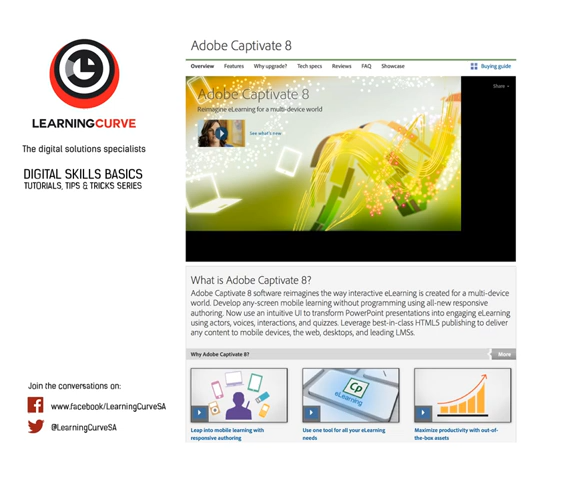 LEARNINGCURVE
The digital solutions specialists
DIGITAL SKILLS BASICS
TUTORIALS, TIPS & TRICKS SERIES
Join the conversations on:
www.facebook/LearningCurveSA
@LearningCurveSA
Adobe Captivate 8
Overview Features Why upgrade? Tech specs Reviews FAQ Showcase Buying guide
Share
Adobe Captivate 8
Reimagine eLearning for a multi-device world
See what's new
What is Adobe Captivate 8?
Adobe Captivate 8 software reimagines the way interactive eLearning is created for a multi-device
world. Develop any-screen mobile learning without programming using all-new responsive
authoring. Now use an intuitive UI to transform PowerPoint presentations into engaging eLearning
using actors, voices, interactions, and quizzes. Leverage best-in-class HTML5 publishing to deliver
any content to mobile devices, the web, desktops, and leading LMSs.
Why Adobe Captivate 8? More
Cp
eLearning
Leap into mobile learning with
responsive authoring
Use one tool for all your eLearning
needs
Maximize productivity with out-of-
the-box assets